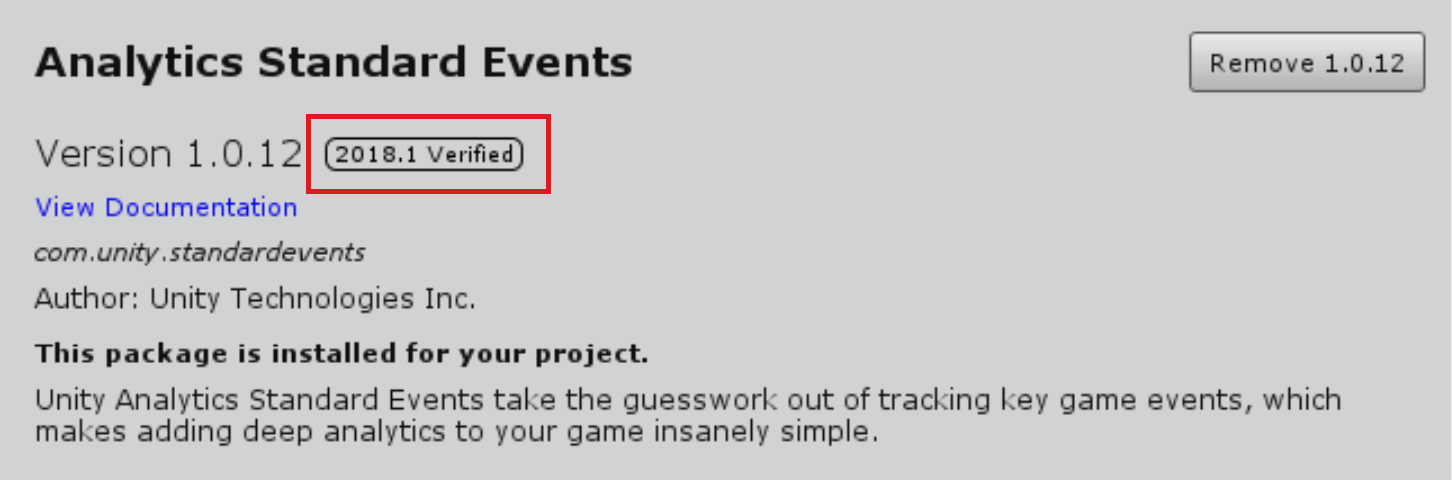 Analytics Standard Events
Remove 1.0.12
Version 1.0.12 2018.1 Verified
View Documentation
com.unity.standardevents
Author: Unity Technologies Inc.
This package is installed for your project.
Unity Analytics Standard Events take the guesswork out of tracking key game events, which
makes adding deep analytics to your game insanely simple.